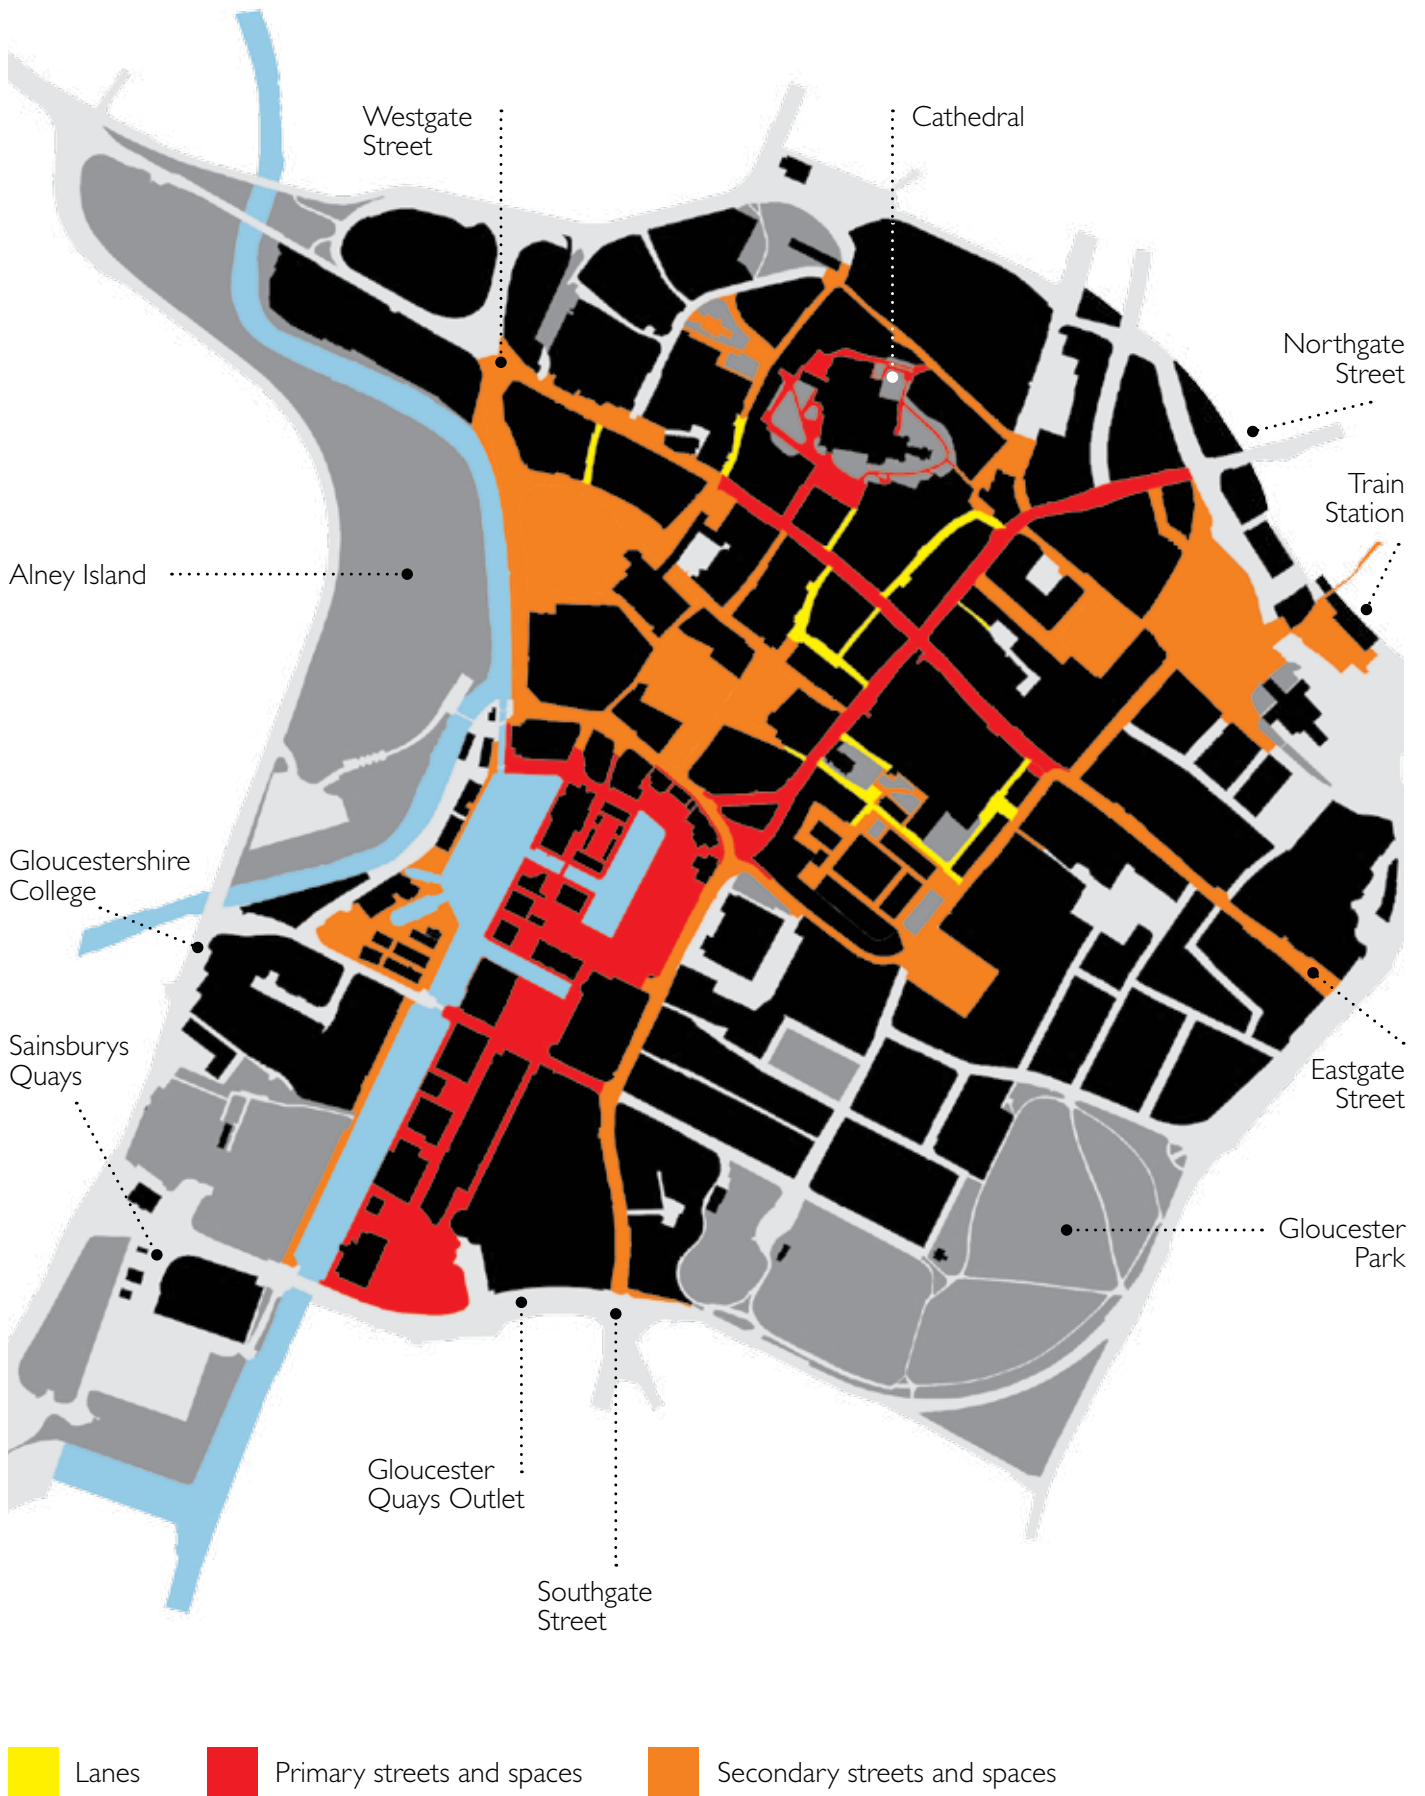 Westgate
Street
Cathedral
Northgate
Street
Train
Station
Alney Island
Gloucestershire
College
Sainsburys
Quays
Eastgate
Street
Gloucester
Park
Gloucester
Quays Outlet
Southgate
Street
Lanes
Primary streets and spaces
Secondary streets and spaces